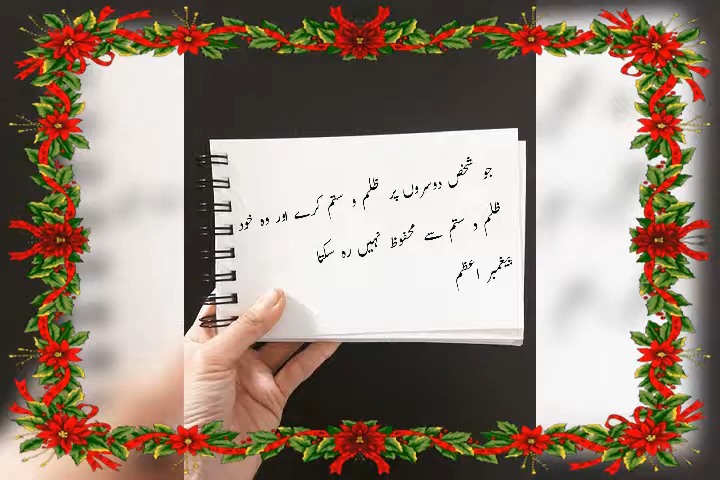 جو شخص دوسروں پر ظلم و ستم کرے اور وہ خود
ظلم و ستم سے محفوظ نہیں رہ سکتا
پیغمبر اعظم